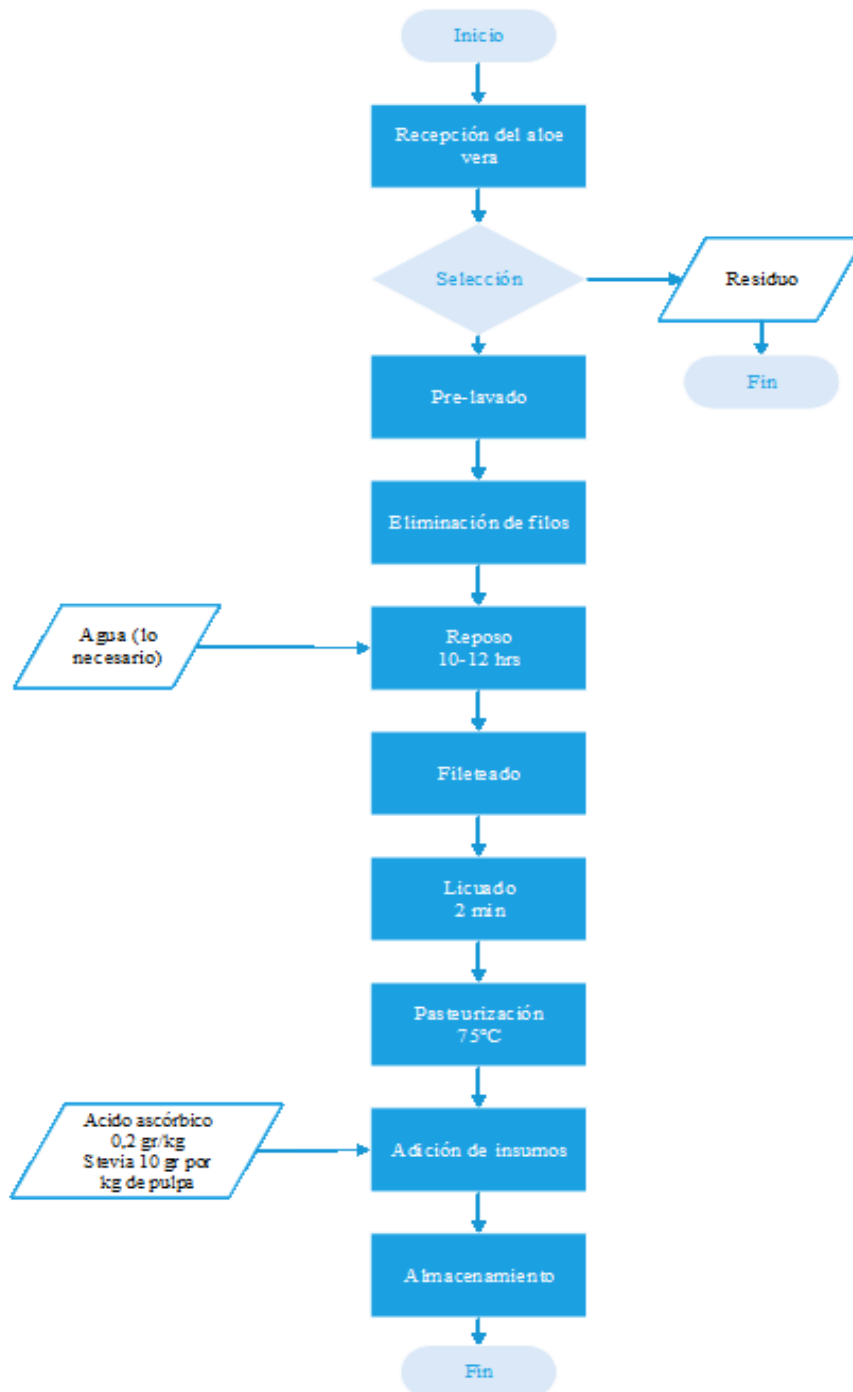 Inicio
Recepción del aloe
vera
Selección
Residuo
Fin
Pre-lavado
Eliminación de filos
Agua (lo
necesario)
Reposo
10-12 hrs
Fileteado
Licuado
2 min
Pasteurización
75°C
Acido ascórbico
0,2 gr/kg
Stevia 10 gr por
kg de pulpa
Adición de insumos
Almacenamiento
Fin